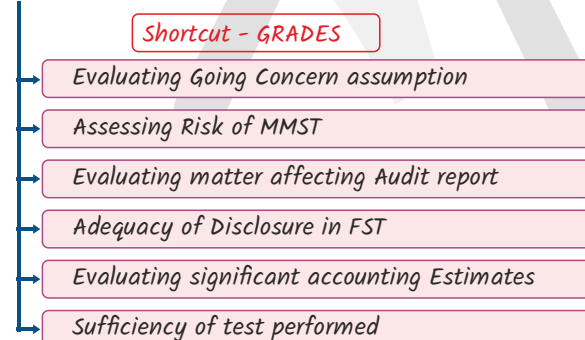 Shortcut - GRADES
Evaluating Going Concern assumption
Assessing Risk of MMST
Evaluating matter affecting Audit report
Adequacy of Disclosure in FST
Evaluating significant accounting Estimates
Sufficiency of test performed